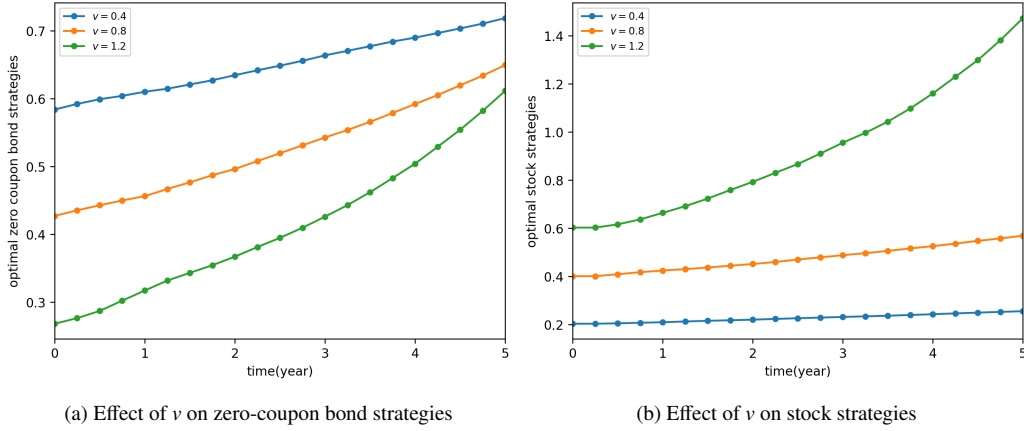 v = 0.4
v = 0.8
v = 1.2
optimal zero coupon bond strategies
0.7
0.6
0.5
0.4
0.3
0 1 2 3 4 5
time(year)
(a) Effect of v on zero-coupon bond strategies
v = 0.4
v = 0.8
v = 1.2
optimal stock strategies
1.4
1.2
1.0
0.8
0.6
0.4
0.2
0 1 2 3 4 5
time(year)
(b) Effect of v on stock strategies